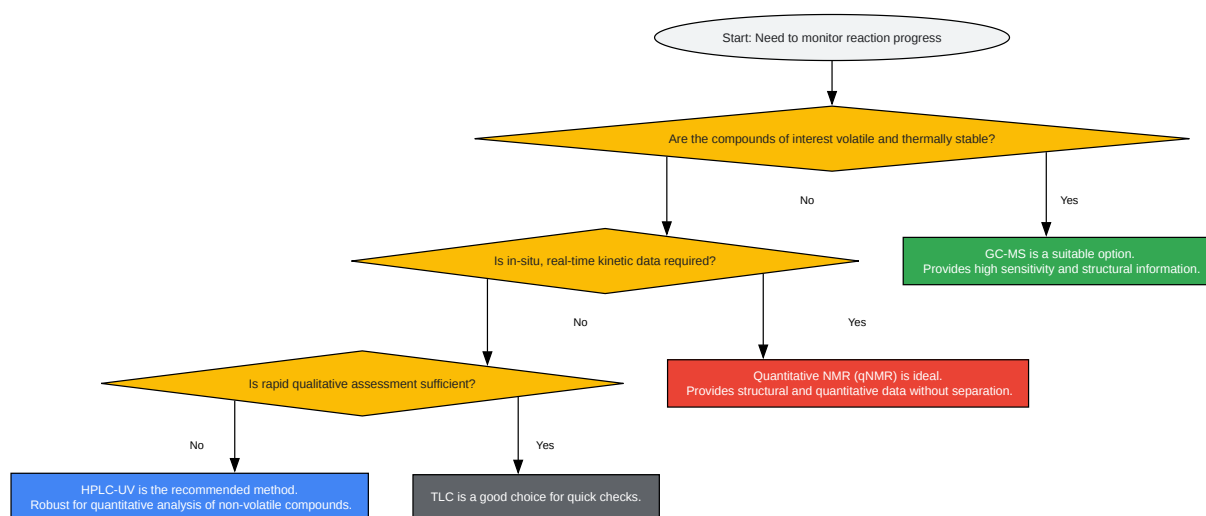 Start: Need to monitor reaction progress
Are the compounds of interest volatile and thermally stable?
No
Yes
Is in-situ, real-time kinetic data required?
GC-MS is a suitable option.
Provides high sensitivity and structural information.
No
Yes
Is rapid qualitative assessment sufficient?
Quantitative NMR (qNMR) is ideal.
Provides structural and quantitative data without separation.
No
Yes
HPLC-UV is the recommended method.
Robust for quantitative analysis of non-volatile compounds.
TLC is a good choice for quick checks.